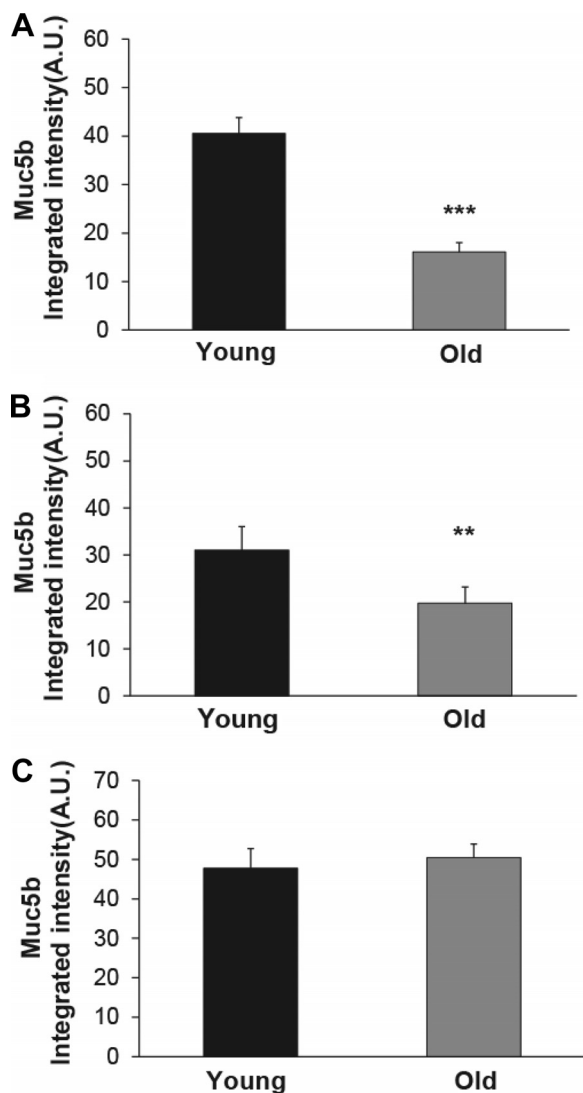 A
Muc5b
Integrated intensity(A.U.)
60
50
40
30
20
10
0
***
Young
Old
B
Muc5b
Integrated intensity(A.U.)
60
50
40
30
20
10
0
**
Young
Old
C
Muc5b
Integrated intensity(A.U.)
70
60
50
40
30
20
10
0
Young
Old